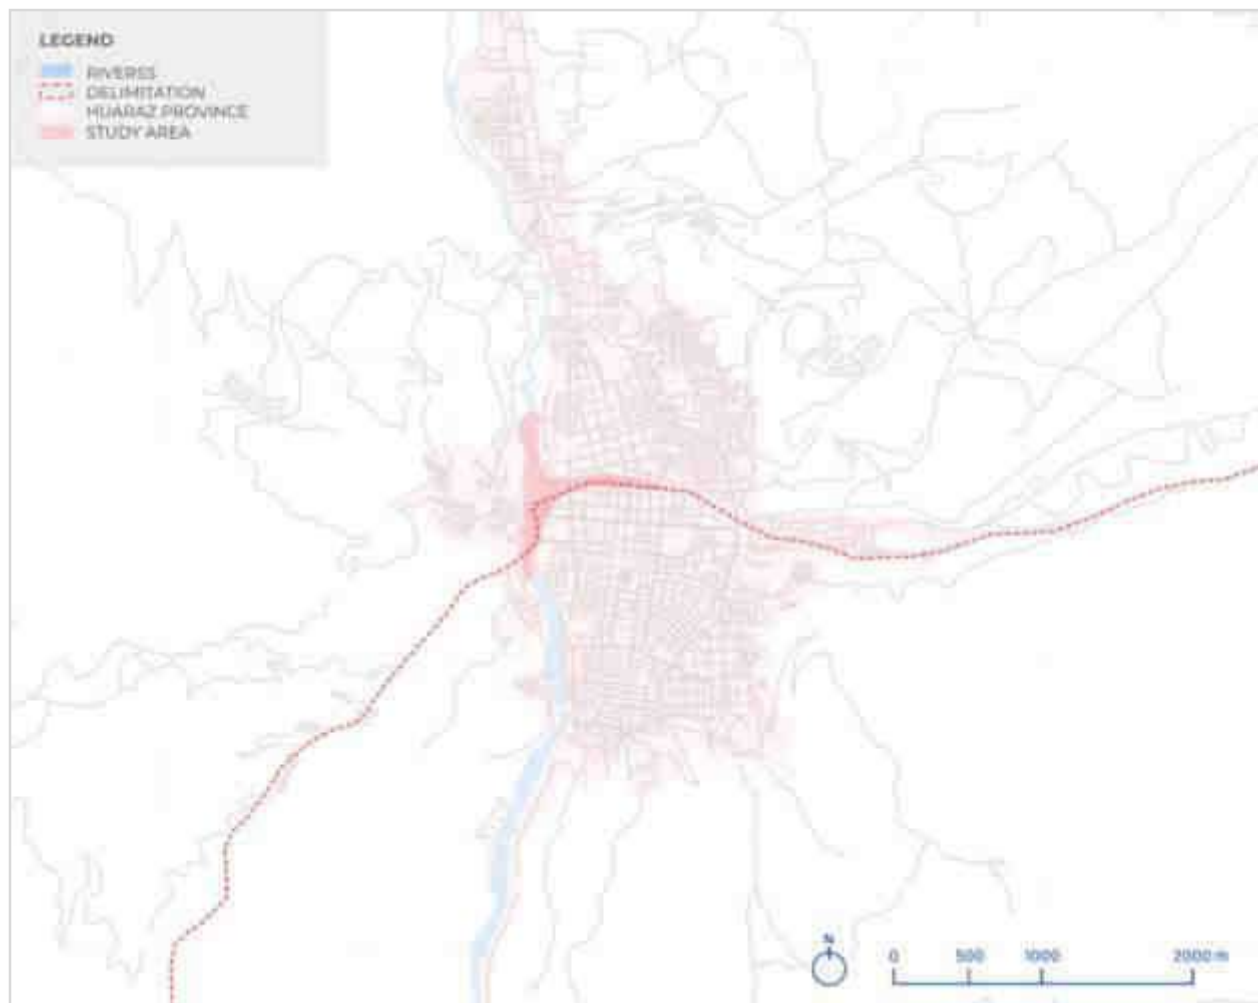 LEGEND
RIVERSS
DELIMITATION
HUARAZ PROVINCE
STUDY AREA
N
0 500 1000 2000 m